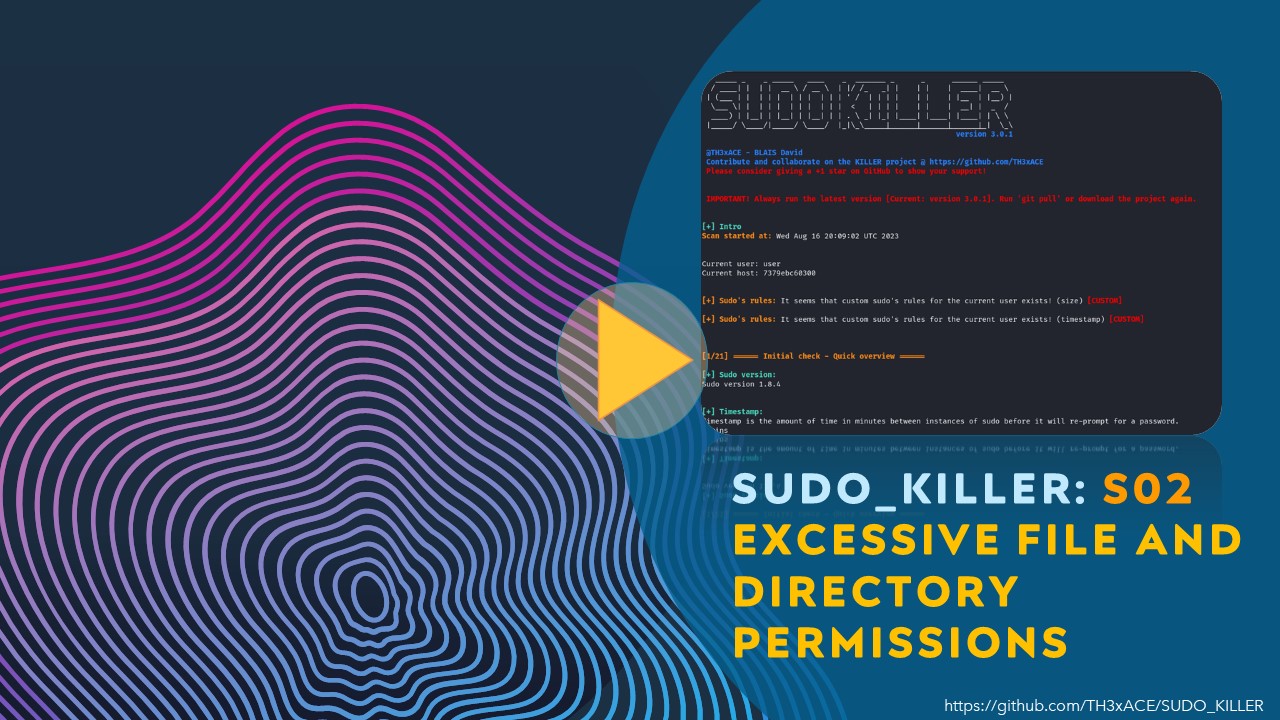 SUDOKILLER
version 3.0.1
@TH3xACE - BLAIS David
Contribute and collaborate on the KILLER project @ https://github.com/TH3xACE
Please consider giving a +1 star on GitHub to show your support!
IMPORTANT! Always run the latest version [Current: version 3.0.1]. Run 'git pull' or download the project again.
[+] Intro
Scan started at: Wed Aug 16 20:09:02 UTC 2023
Current user: user
Current host: 7379ebc60300
[+] Sudo's rules: It seems that custom sudo's rules for the current user exists! (size) [CUSTOM]
[+] Sudo's rules: It seems that custom sudo's rules for the current user exists! (timestamp) [CUSTOM]
[1/21] ====== Initial check - Quick overview ======
[+] Sudo version:
Sudo version 1.8.4
[+] Timestamp:
Timestamp is the amount of time in minutes between instances of sudo before it will re-prompt for a password.
SUDO_KILLER: S02
EXCESSIVE FILE AND
DIRECTORY
PERMISSIONS
https://github.com/TH3xACE/SUDO_KILLER